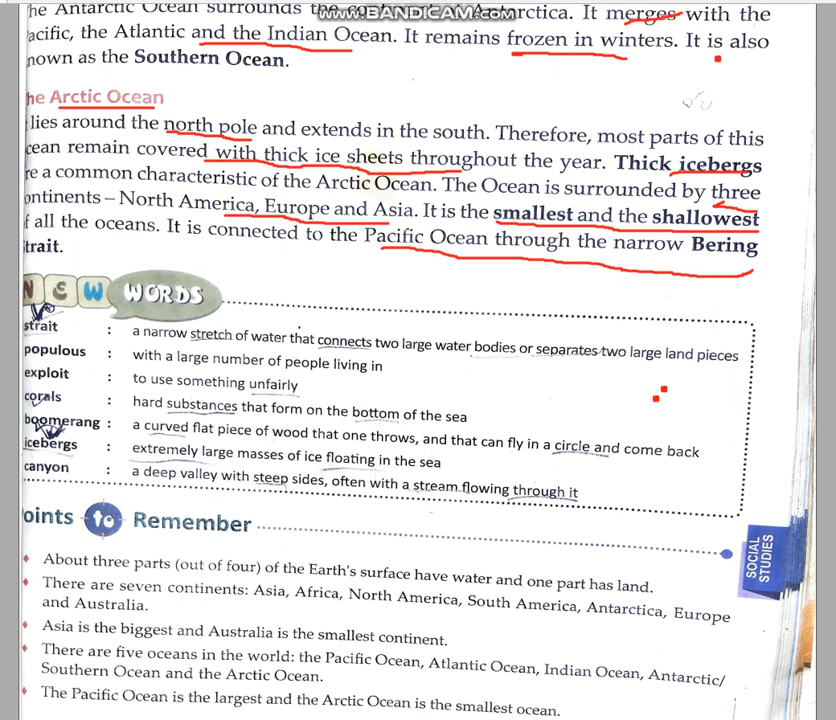 he Antarctic Ocean surrounds the Antarctica. It merges with the
WWW.BANDICAM.COM
acific, the Atlantic and the Indian Ocean. It remains frozen in winters. It is also
nown as the Southern Ocean.
he Arctic Ocean
lies around the north pole and extends in the south. Therefore, most parts of this
cean remain covered with thick ice sheets throughout the year. Thick icebergs
re a common characteristic of the Arctic Ocean. The Ocean is surrounded by three
ontinents – North America, Europe and Asia. It is the smallest and the shallowest
f all the oceans. It is connected to the Pacific Ocean through the narrow Bering
trait.
NEW WORDS
strait : a narrow stretch of water that connects two large water bodies or separates two large land pieces
populous : with a large number of people living in
exploit : to use something unfairly
corals : hard substances that form on the bottom of the sea
boomerang : a curved flat piece of wood that one throws, and that can fly in a circle and come back
icebergs : extremely large masses of ice floating in the sea
canyon : a deep valley with steep sides, often with a stream flowing through it
oints to Remember
SOCIAL
STUDIES
About three parts (out of four) of the Earth's surface have water and one part has land.
There are seven continents: Asia, Africa, North America, South America, Antarctica, Europe
and Australia.
Asia is the biggest and Australia is the smallest continent.
There are five oceans in the world: the Pacific Ocean, Atlantic Ocean, Indian Ocean, Antarctic/
Southern Ocean and the Arctic Ocean.
The Pacific Ocean is the largest and the Arctic Ocean is the smallest ocean.